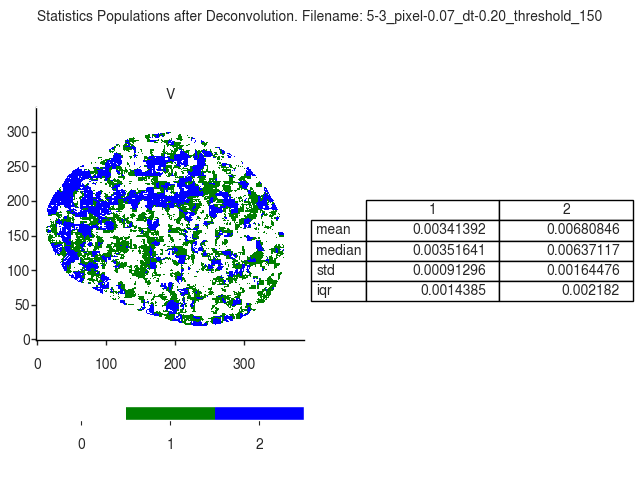 Statistics Populations after Deconvolution. Filename: 5-3_pixel-0.07_dt-0.20_threshold_150
V
300
250
200
150
100
50
0
0 100 200 300
1 2
mean 0.00341392 0.00680846
median 0.00351641 0.00637117
std 0.00091296 0.00164476
iqr 0.0014385 0.002182
0 1 2